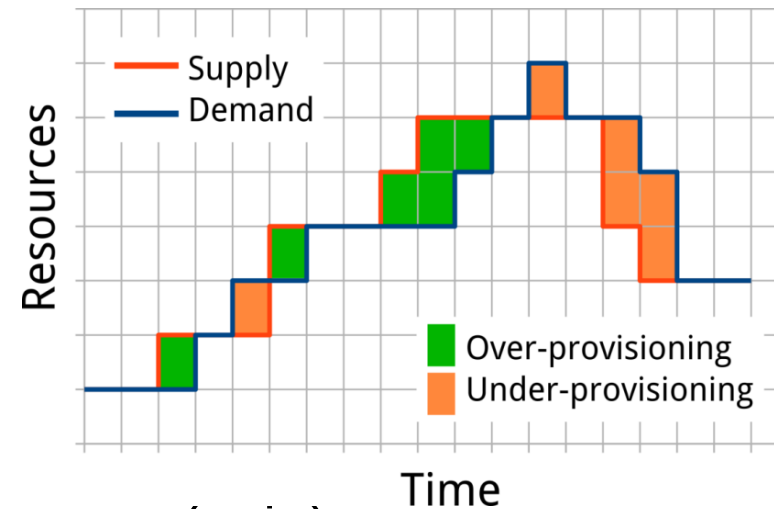 Supply
Demand
Resources
Over-provisioning
Under-provisioning
Time